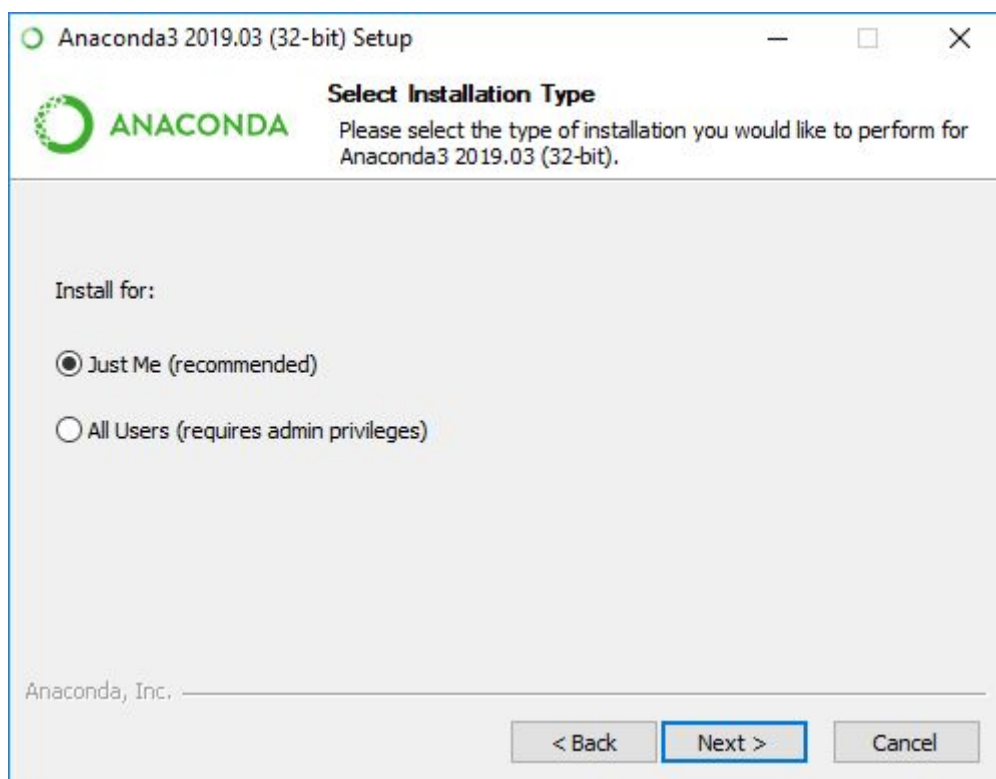 Anaconda3 2019.03 (32-bit) Setup
ANACONDA
Select Installation Type
Please select the type of installation you would like to perform for
Anaconda3 2019.03 (32-bit).
Install for:
Just Me (recommended)
All Users (requires admin privileges)
Anaconda, Inc.
< Back Next > Cancel